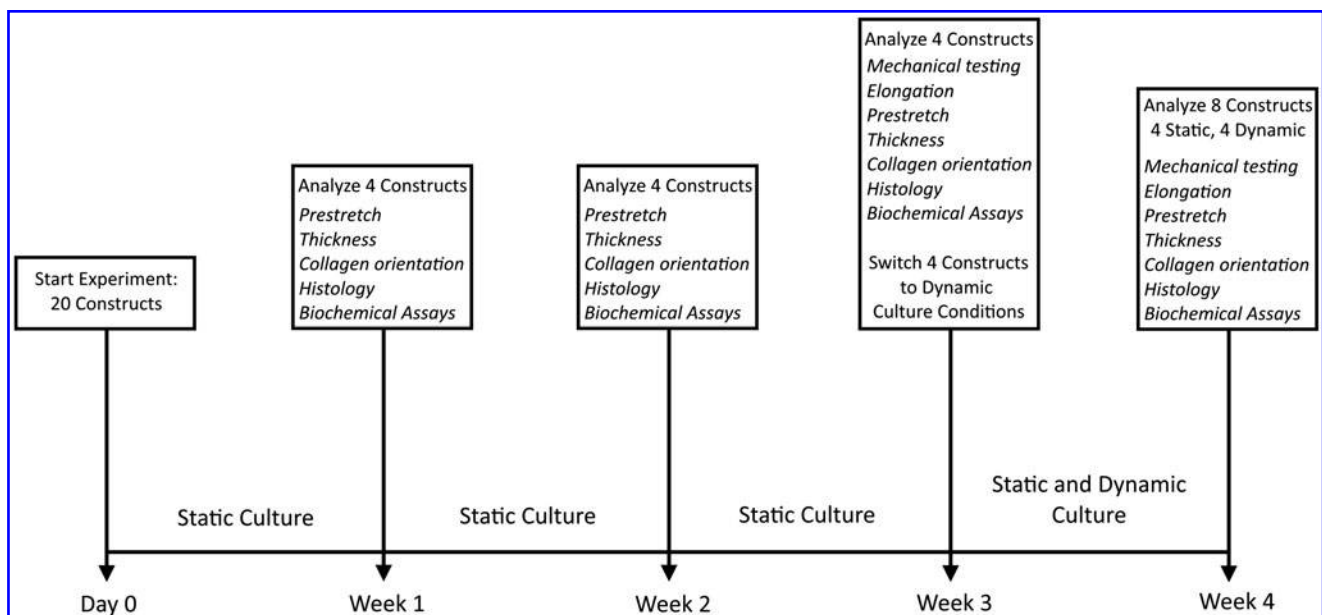 Start Experiment:
20 Constructs
Analyze 4 Constructs
Prestretch
Thickness
Collagen orientation
Histology
Biochemical Assays
Analyze 4 Constructs
Prestretch
Thickness
Collagen orientation
Histology
Biochemical Assays
Analyze 4 Constructs
Mechanical testing
Elongation
Prestretch
Thickness
Collagen orientation
Histology
Biochemical Assays
Switch 4 Constructs
to Dynamic
Culture Conditions
Analyze 8 Constructs
4 Static, 4 Dynamic
Mechanical testing
Elongation
Prestretch
Thickness
Collagen orientation
Histology
Biochemical Assays
Static Culture
Static Culture
Static Culture
Static and Dynamic
Culture
Day 0
Week 1
Week 2
Week 3
Week 4